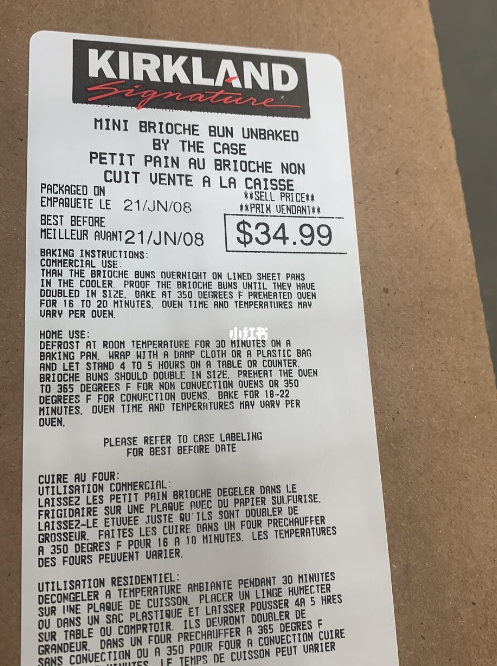 KIRKLAND
Signature
MINI BRIOCHE BUN UNBAKED
BY THE CASE
PETIT PAIN AU BRIOCHE NON
CUIT VENTE A LA CAISSE
PACKAGED ON
EMPAQUETE LE 21/JN/08
**SELL PRICE**
**PRIX VENDANT**
BEST BEFORE
MEILLEUR AVANT 21/JN/08
$34.99
BAKING INSTRUCTIONS:
COMMERCIAL USE:
THAW THE BRIOCHE BUNS OVERNIGHT ON LINED SHEET PANS
IN THE COOLER. PROOF THE BRIOCHE BUNS UNTIL THEY HAVE
DOUBLED IN SIZE. BAKE AT 350 DEGREES F PREHEATED OVEN
FOR 16 TO 20 MINUTES. OVEN TIME AND TEMPERATURES MAY
VARY PER OVEN.
HOME USE:
DEFROST AT ROOM TEMPERATURE FOR 30 MINUTES ON A
BAKING PAN. WRAP WITH A DAMP CLOTH OR A PLASTIC BAG
AND LET STAND 4 TO 5 HOURS ON A TABLE OR COUNTER.
BRIOCHE BUNS SHOULD DOUBLE IN SIZE. PREHEAT THE OVEN
TO 365 DEGREES F FOR NON CONVECTION OVENS OR 350
DEGREES F FOR CONVECTION OVENS. BAKE FOR 18-22
MINUTES. OVEN TIME AND TEMPERATURES MAY VARY PER
OVEN.
小红书
PLEASE REFER TO CASE LABELING
FOR BEST BEFORE DATE
CUIRE AU FOUR:
UTILISATION COMMERCIAL:
LAISSEZ LES PETIT PAIN BRIOCHE DEGELER DANS LE
FRIGIDAIRE SUR UNE PLAQUE AVEC DU PAPIER SULFURISE.
LAISSEZ-LE ETUVEE JUSTE QU'ILS SONT DOUBLER DE
GROSSEUR. FAITES LES CUIRE DANS UN FOUR PRECHAUFFER
A 350 DEGRES F POUR 16 A 18 MINUTES. LES TEMPERATURES
DES FOURS PEUVENT VARIER.
UTILISATION RESIDENTIEL:
DECONGELER A TEMPERATURE AMBIANTE PENDANT 30 MINUTES
SUR UNE PLAQUE DE CUISSON. PLACER UN LINGE HUMECTER
OU DANS UN SAC PLASTIQUE ET LAISSER POUSSER 4A 5 HRES
SUR TABLE OU COMPTOIR. ILS DEVRONT DOUBLER DE
GRANDEUR. DANS UN FOUR PRECHAUFFER A 365 DEGRES F
SANS CONVECTION OU A 350 POUR FOUR A CONVECTION CUIRE
MINUTES. LE TEMPS DE CUISSON PEUT VARIER